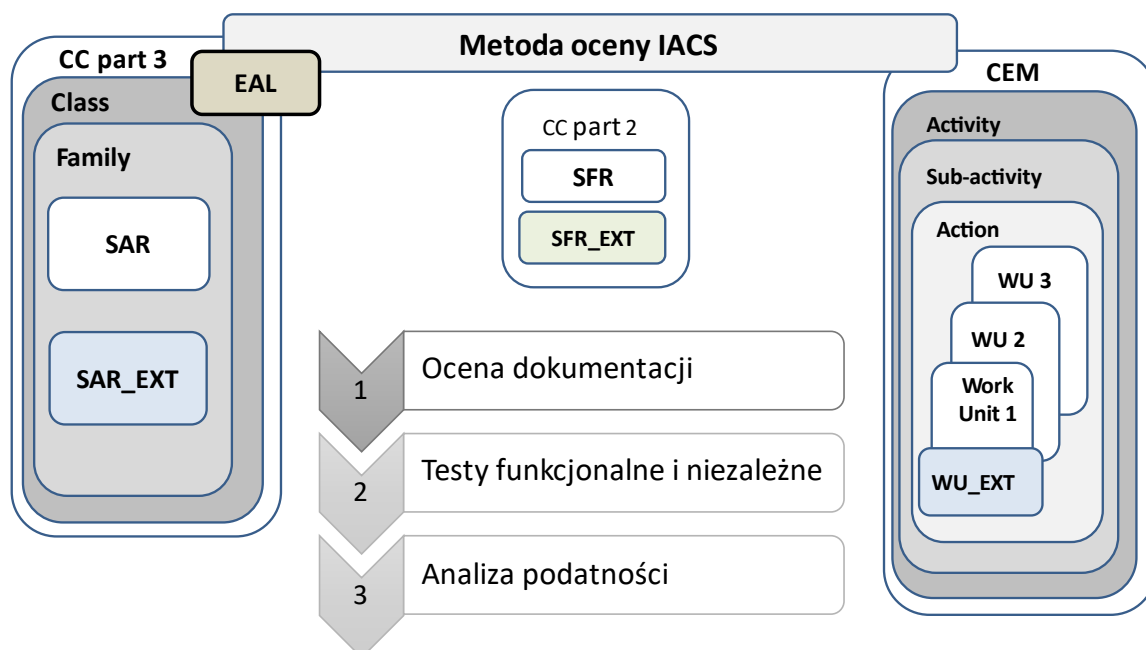 Metoda oceny IACS
CC part 3
EAL
Class
Family
SAR
SAR_EXT
CC part 2
SFR
SFR_EXT
1
Ocena dokumentacji
2
Testy funkcjonalne i niezależne
3
Analiza podatności
CEM
Activity
Sub-activity
Action
WU 3
WU 2
Work
Unit 1
WU_EXT